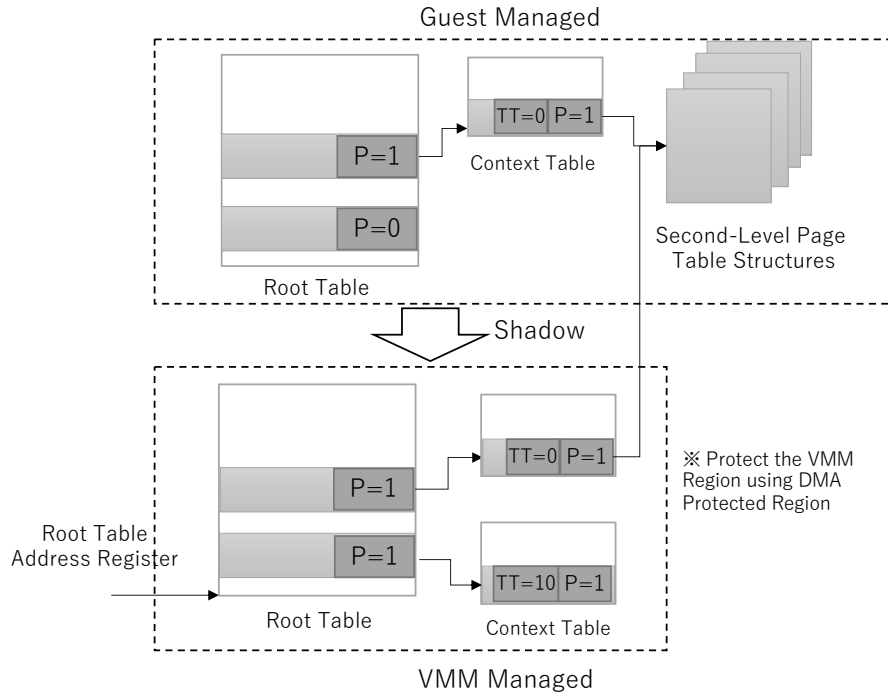 Guest Managed
TT=0 P=1
P=1
Context Table
P=0
Second-Level Page
Table Structures
Root Table
Shadow
TT=0 P=1
※ Protect the VMM
Region using DMA
Protected Region
P=1
Root Table
Address Register
P=1
TT=10 P=1
Root Table
Context Table
VMM Managed